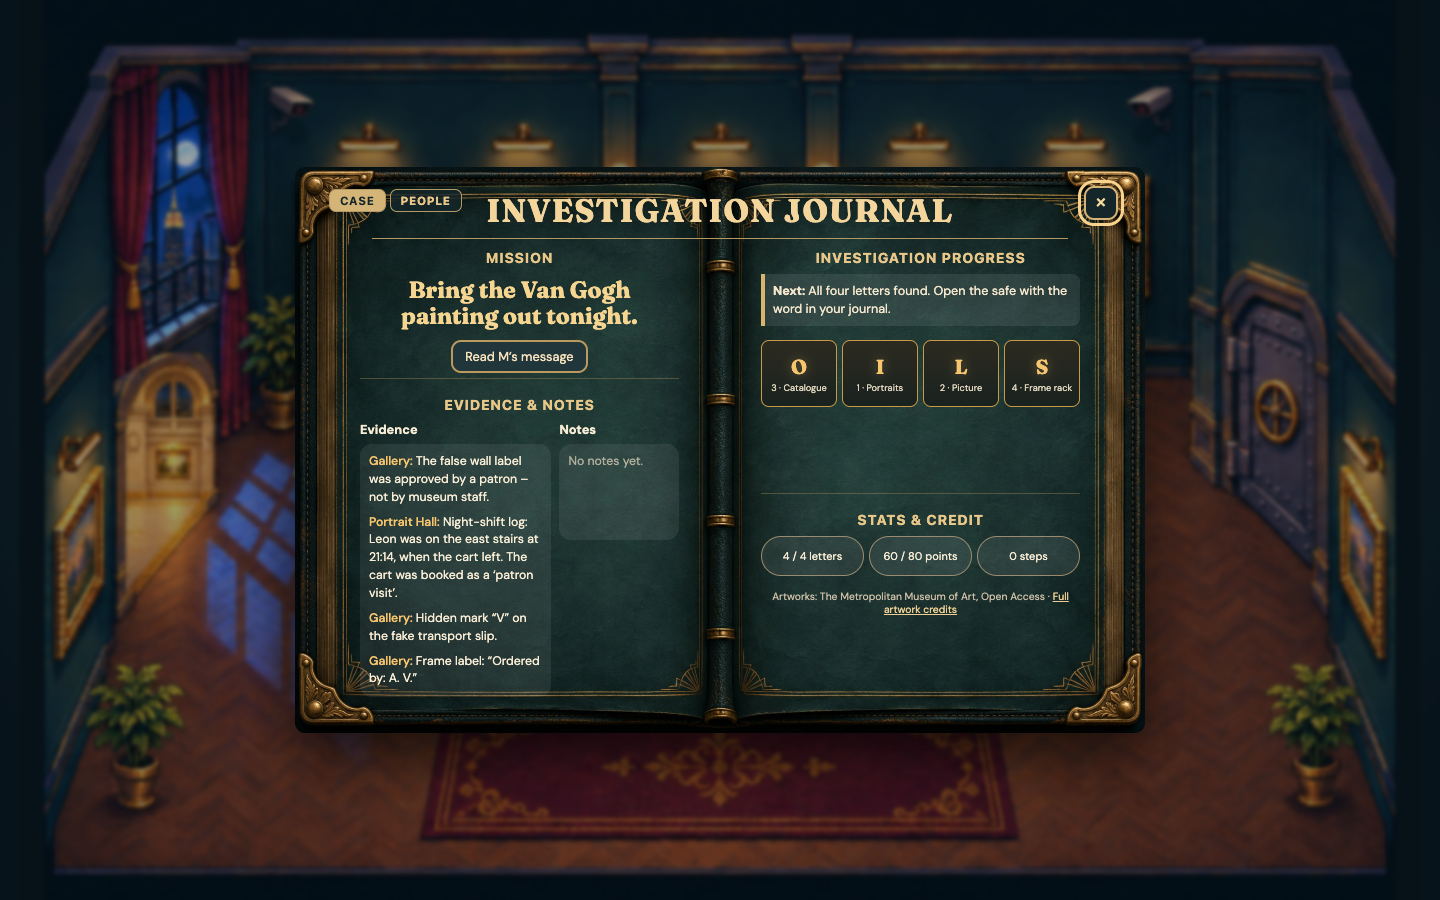 CASE
PEOPLE
INVESTIGATION JOURNAL
×
MISSION
Bring the Van Gogh
painting out tonight.
Read M’s message
EVIDENCE & NOTES
Evidence
Gallery: The false wall label
was approved by a patron –
not by museum staff.
Portrait Hall: Night-shift log:
Leon was on the east stairs at
21:14, when the cart left. The
cart was booked as a ‘patron
visit’.
Gallery: Hidden mark “V” on
the fake transport slip.
Gallery: Frame label: “Ordered
by: A. V.”
Notes
No notes yet.
INVESTIGATION PROGRESS
Next: All four letters found. Open the safe with the
word in your journal.
O
3 · Catalogue
I
1 · Portraits
L
2 · Picture
S
4 · Frame rack
STATS & CREDIT
4 / 4 letters
60 / 80 points
0 steps
Artworks: The Metropolitan Museum of Art, Open Access · Full
artwork credits